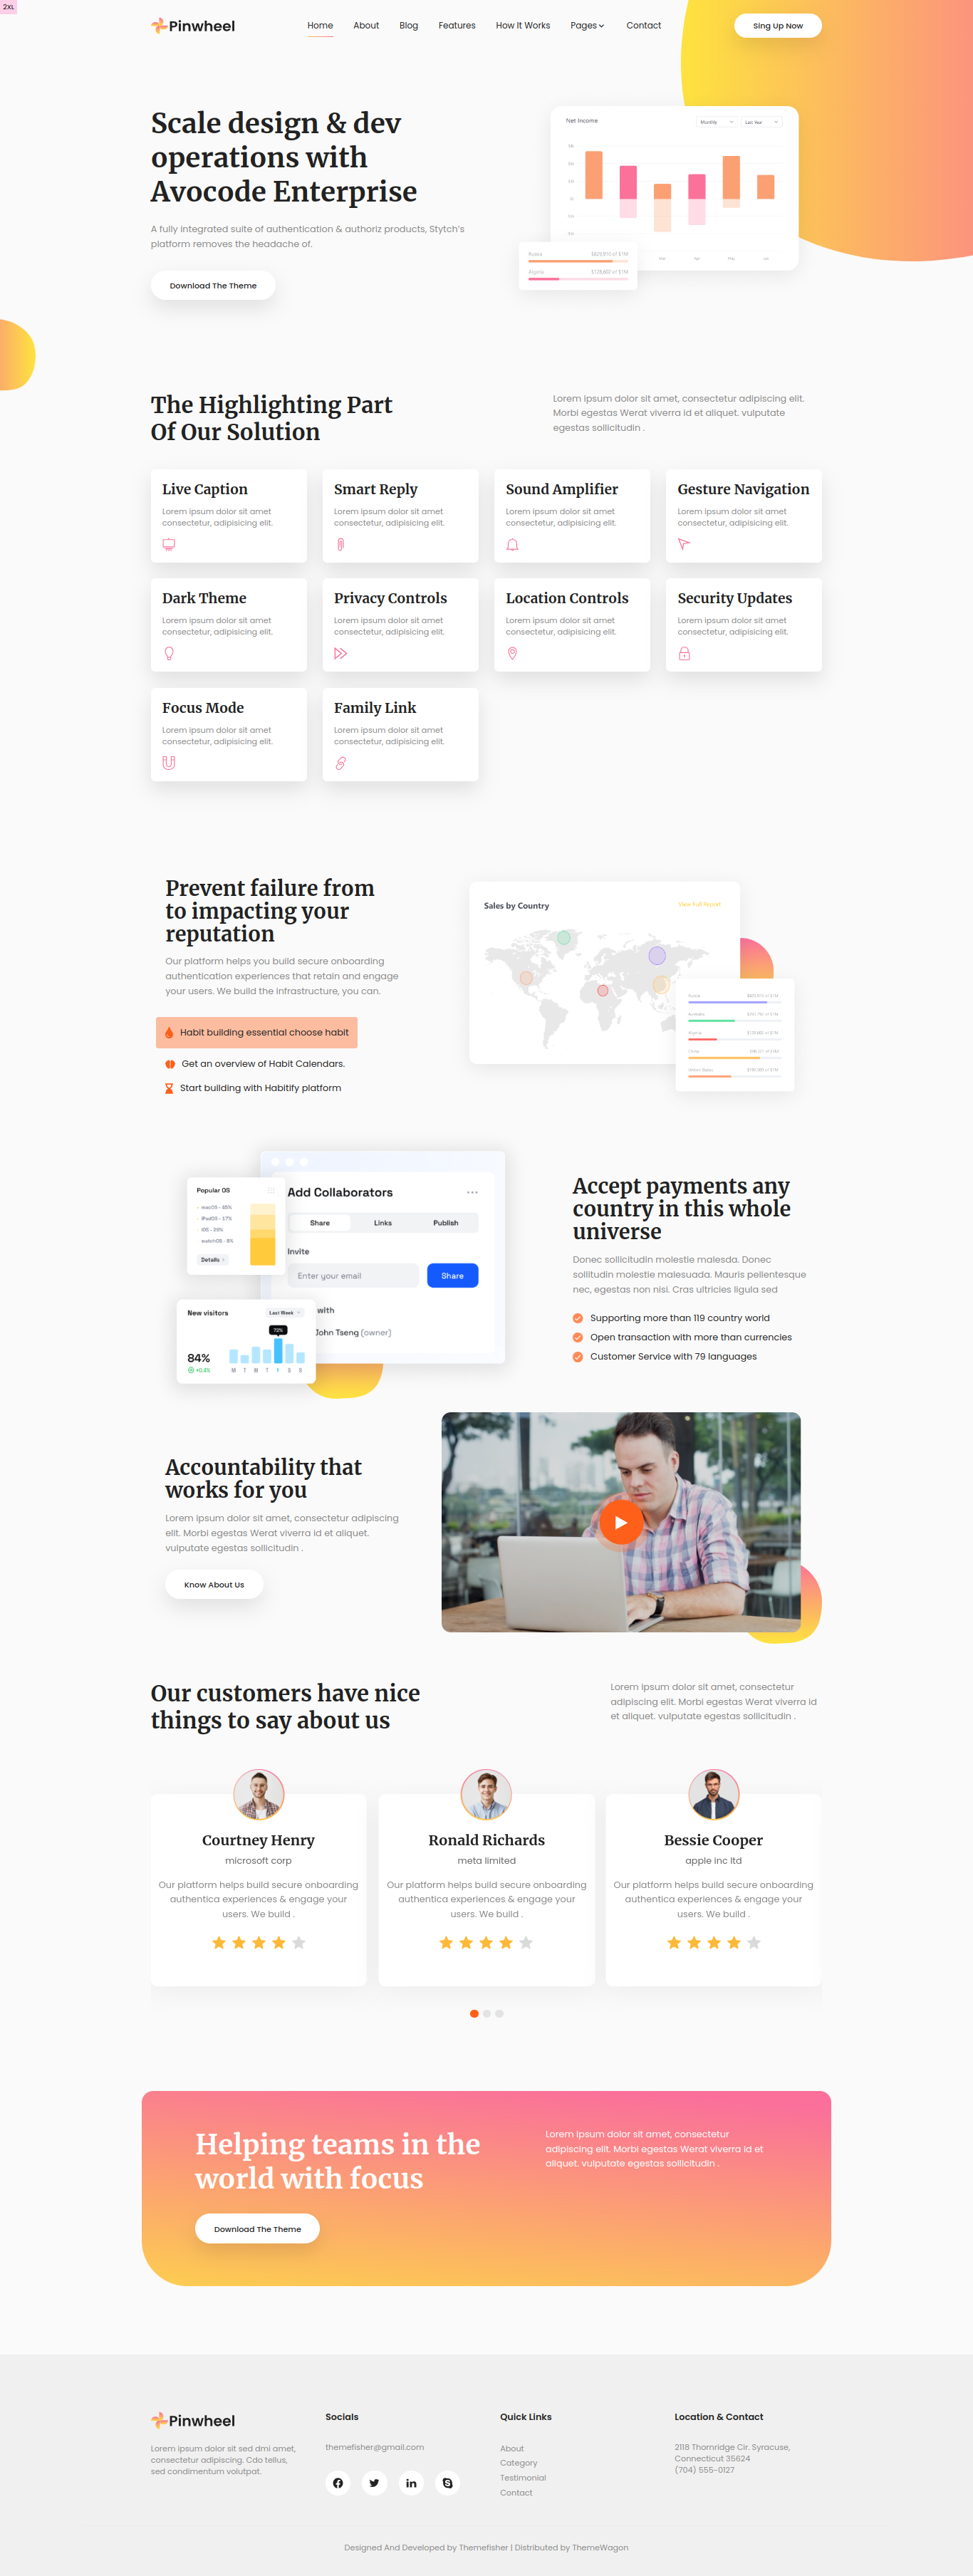 2XL
Pinwheel
Home
About
Blog
Features
How It Works
Pages
Contact
Sing Up Now
Scale design & dev
operations with
Avocode Enterprise
A fully integrated suite of authentication & authoriz products, Stytch's
platform removes the headache of.
Download The Theme
Net Income
Monthly
Last Year
Russia
$829,910 of $1M
Algeria
$128,602 of $1M
The Highlighting Part
Of Our Solution
Lorem ipsum dolor sit amet, consectetur adipiscing elit.
Morbi egestas Werat viverra id et aliquet. vulputate
egestas sollicitudin .
Live Caption
Lorem ipsum dolor sit amet
consectetur, adipisicing elit.
Smart Reply
Lorem ipsum dolor sit amet
consectetur, adipisicing elit.
Sound Amplifier
Lorem ipsum dolor sit amet
consectetur, adipisicing elit.
Gesture Navigation
Lorem ipsum dolor sit amet
consectetur, adipisicing elit.
Dark Theme
Lorem ipsum dolor sit amet
consectetur, adipisicing elit.
Privacy Controls
Lorem ipsum dolor sit amet
consectetur, adipisicing elit.
Location Controls
Lorem ipsum dolor sit amet
consectetur, adipisicing elit.
Security Updates
Lorem ipsum dolor sit amet
consectetur, adipisicing elit.
Focus Mode
Lorem ipsum dolor sit amet
consectetur, adipisicing elit.
Family Link
Lorem ipsum dolor sit amet
consectetur, adipisicing elit.
Prevent failure from
to impacting your
reputation
Our platform helps you build secure onboarding
authentication experiences that retain and engage
your users. We build the infrastructure, you can.
Habit building essential choose habit
Get an overview of Habit Calendars.
Start building with Habitify platform
Sales by Country
View Full Report
Add Collaborators
Share
Links
Publish
Invite
Enter your email
Share
with
John Tseng (owner)
Popular OS
Details
New visitors
Last Week
72%
84%
+0.6%
M T W T F S S
Accept payments any
country in this whole
universe
Donec sollicitudin molestie malesda. Donec
sollitudin molestie malesuada. Mauris pellentesque
nec, egestas non nisi. Cras ultricies ligula sed
Supporting more than 119 country world
Open transaction with more than currencies
Customer Service with 79 languages
Accountability that
works for you
Lorem ipsum dolor sit amet, consectetur adipiscing
elit. Morbi egestas Werat viverra id et aliquet.
vulputate egestas sollicitudin .
Know About Us
Our customers have nice
things to say about us
Lorem ipsum dolor sit amet, consectetur
adipiscing elit. Morbi egestas Werat viverra id
et aliquet. vulputate egestas sollicitudin .
Courtney Henry
microsoft corp
Our platform helps build secure onboarding
authentica experiences & engage your
users. We build .
Ronald Richards
meta limited
Our platform helps build secure onboarding
authentica experiences & engage your
users. We build .
Bessie Cooper
apple inc ltd
Our platform helps build secure onboarding
authentica experiences & engage your
users. We build .
Helping teams in the
world with focus
Lorem ipsum dolor sit amet, consectetur
adipiscing elit. Morbi egestas Werat viverra id et
aliquet. vulputate egestas sollicitudin .
Download The Theme
Pinwheel
Lorem ipsum dolor sit sed dmi amet,
consectetur adipiscing. Cdo tellus,
sed condimentum volutpat.
Socials
themefisher@gmail.com
Quick Links
About
Category
Testimonial
Contact
Location & Contact
2118 Thornridge Cir. Syracuse,
Connecticut 35624
(704) 555-0127
Designed And Developed by Themefisher | Distributed by ThemeWagon